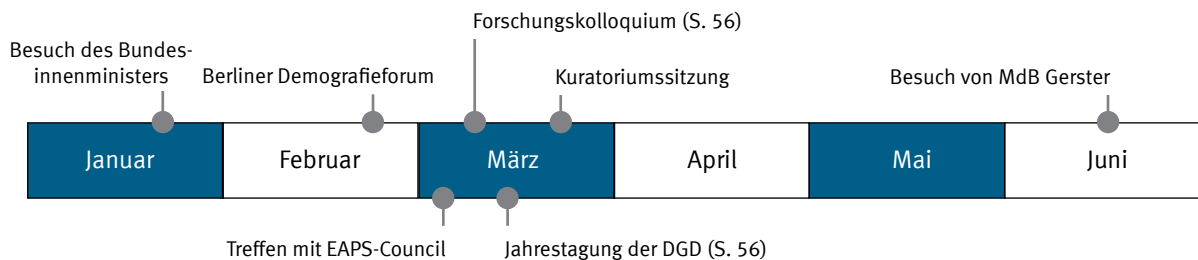 Forschungskolloquium (S. 56)
Besuch des Bundes-
innenministers
Berliner Demografieforum
Kuratoriumssitzung
Besuch von MdB Gerster
Januar
Februar
März
April
Mai
Juni
Treffen mit EAPS-Council
Jahrestagung der DGD (S. 56)